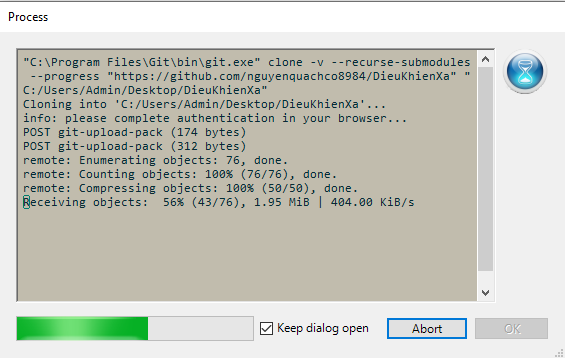 Process
"C:\Program Files\Git\bin\git.exe" clone -v --recurse-submodules
--progress "https://github.com/nguyenquachco8984/DieuKhienXa" "
C:/Users/Admin/Desktop/DieuKhienXa"
Cloning into 'C:/Users/Admin/Desktop/DieuKhienXa'...
info: please complete authentication in your browser...
POST git-upload-pack (174 bytes)
POST git-upload-pack (312 bytes)
remote: Enumerating objects: 76, done.
remote: Counting objects: 100% (76/76), done.
remote: Compressing objects: 100% (50/50), done.
Receiving objects:  56% (43/76), 1.95 MiB | 404.00 KiB/s
Keep dialog open
Abort
OK